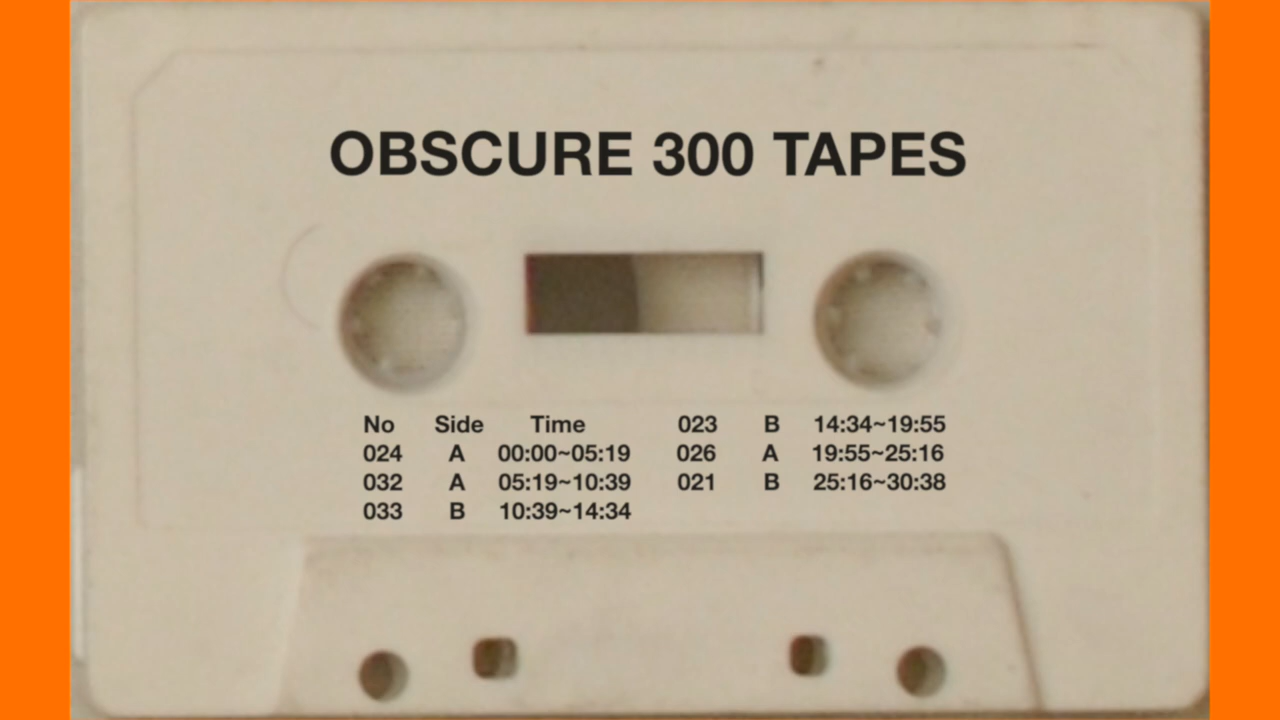 OBSCURE 300 TAPES
No Side Time
024 A 00:00~05:19
032 A 05:19~10:39
033 B 10:39~14:34
023 B 14:34~19:55
026 A 19:55~25:16
021 B 25:16~30:38